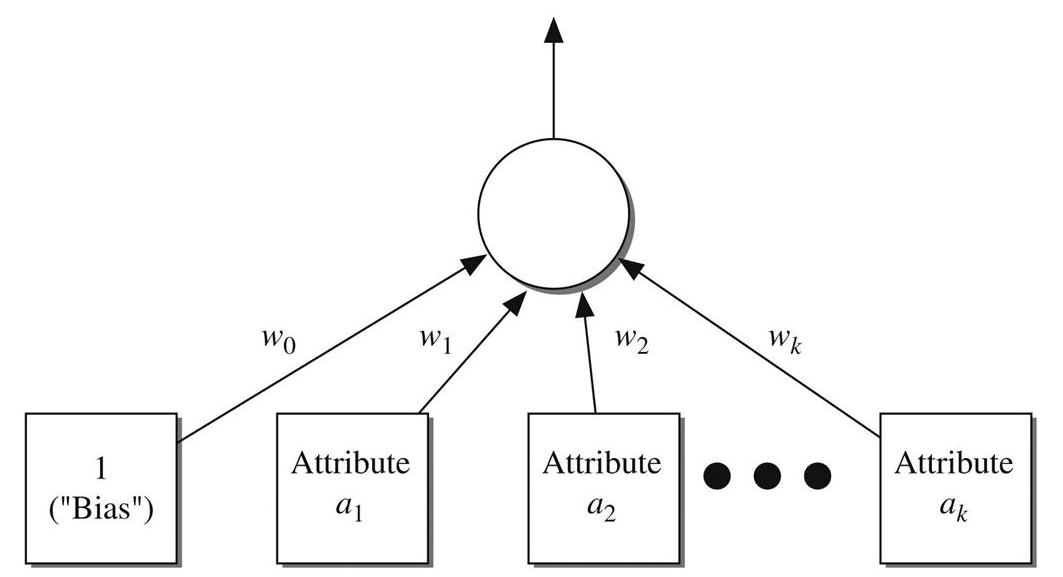 w0
w1
w2
wk
1
("Bias")
Attribute
a1
Attribute
a2
Attribute
ak